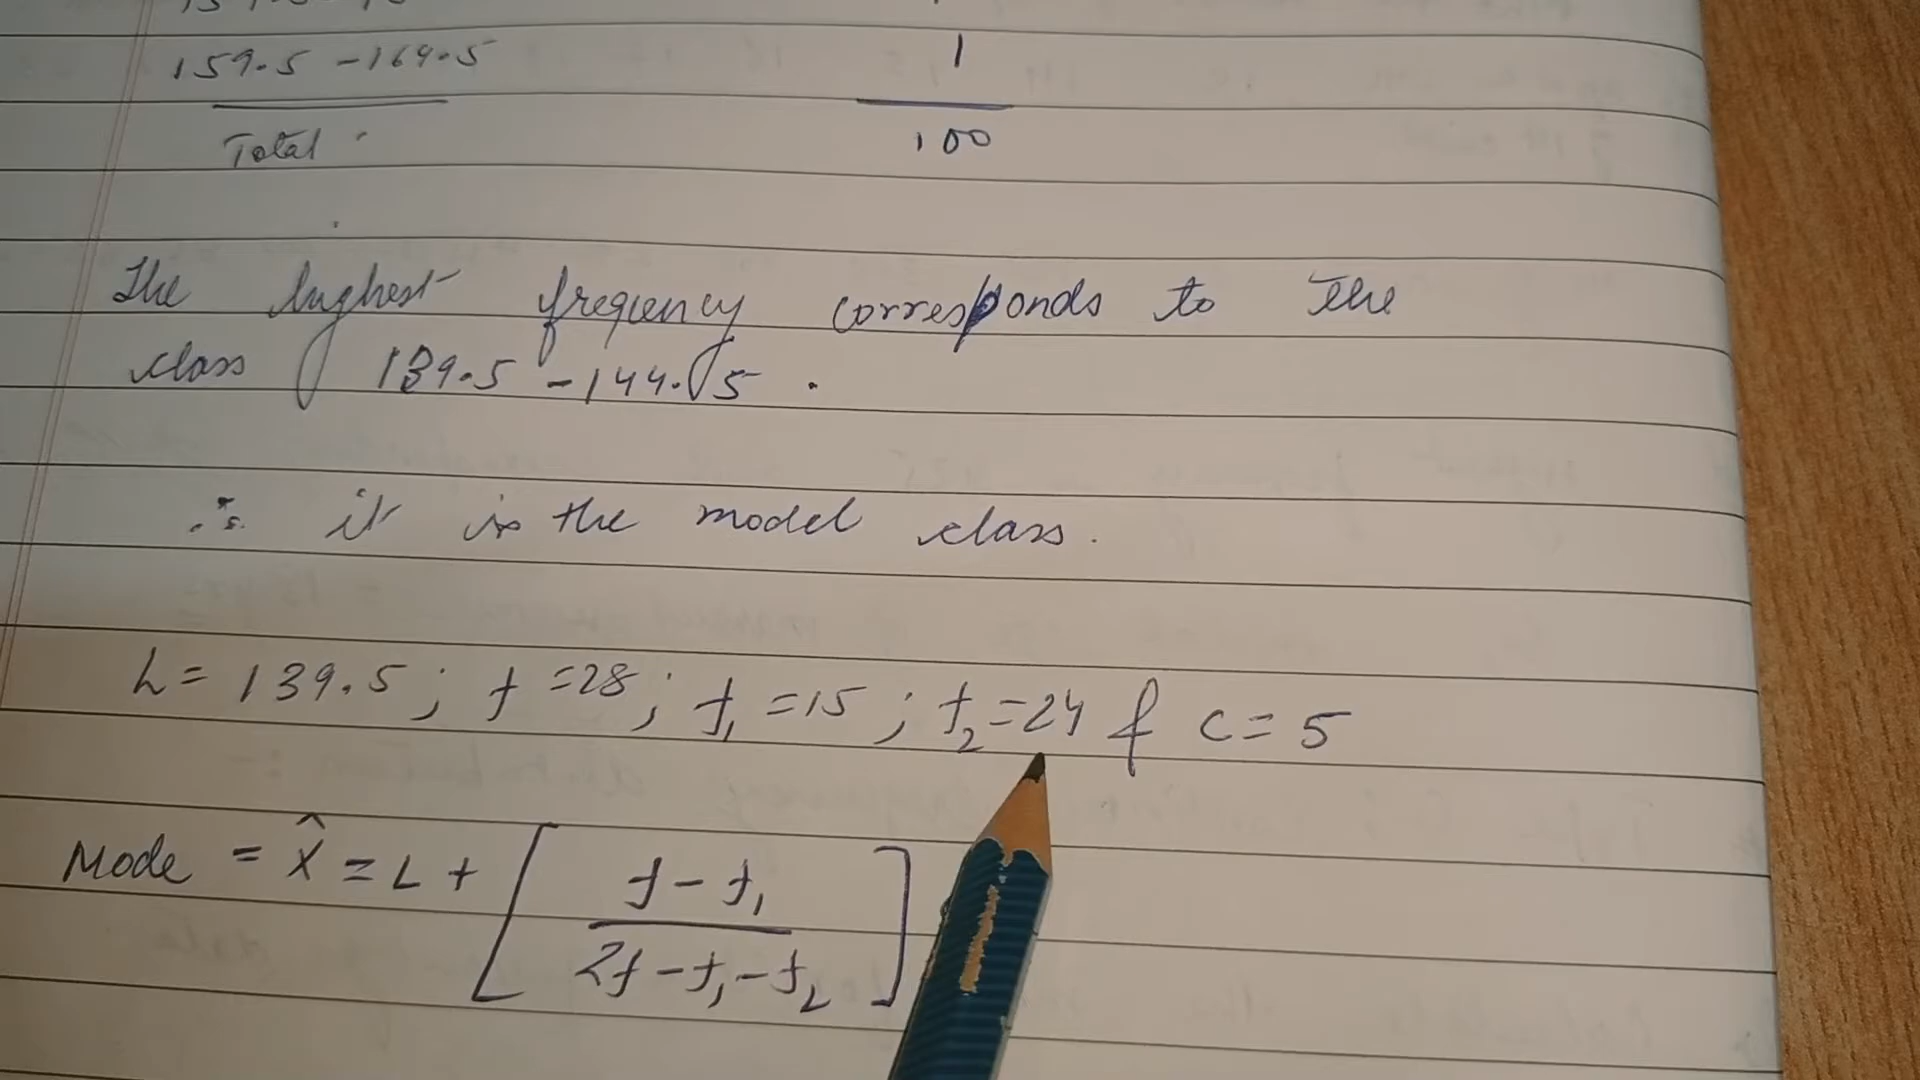 159.5 - 164.5 1
Total 100
The highest frequency corresponds to the
class 139.5 - 144.5 .
∴ it is the model class.
L = 139.5 ; f = 28 ; f₁ = 15 ; f₂ = 24 & c = 5
Mode = X̂ = L + [ f - f₁ / 2f - f₁ - f₂ ]